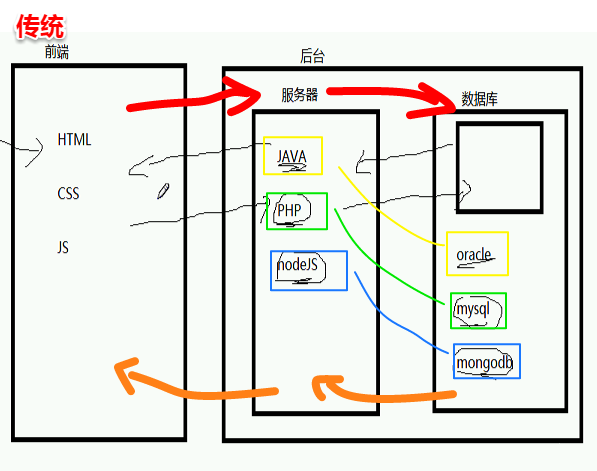 传统
前端
后台
服务器
数据库
HTML
CSS
JS
JAVA
PHP
nodeJS
oracle
mysql
mongodb